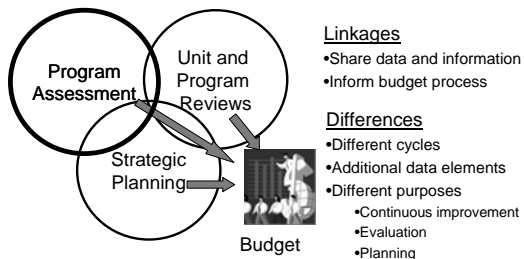 Program
Assessment
Unit and
Program
Reviews
Strategic
Planning
Budget
Linkages
•Share data and information
•Inform budget process
Differences
•Different cycles
•Additional data elements
•Different purposes
•Continuous improvement
•Evaluation
•Planning